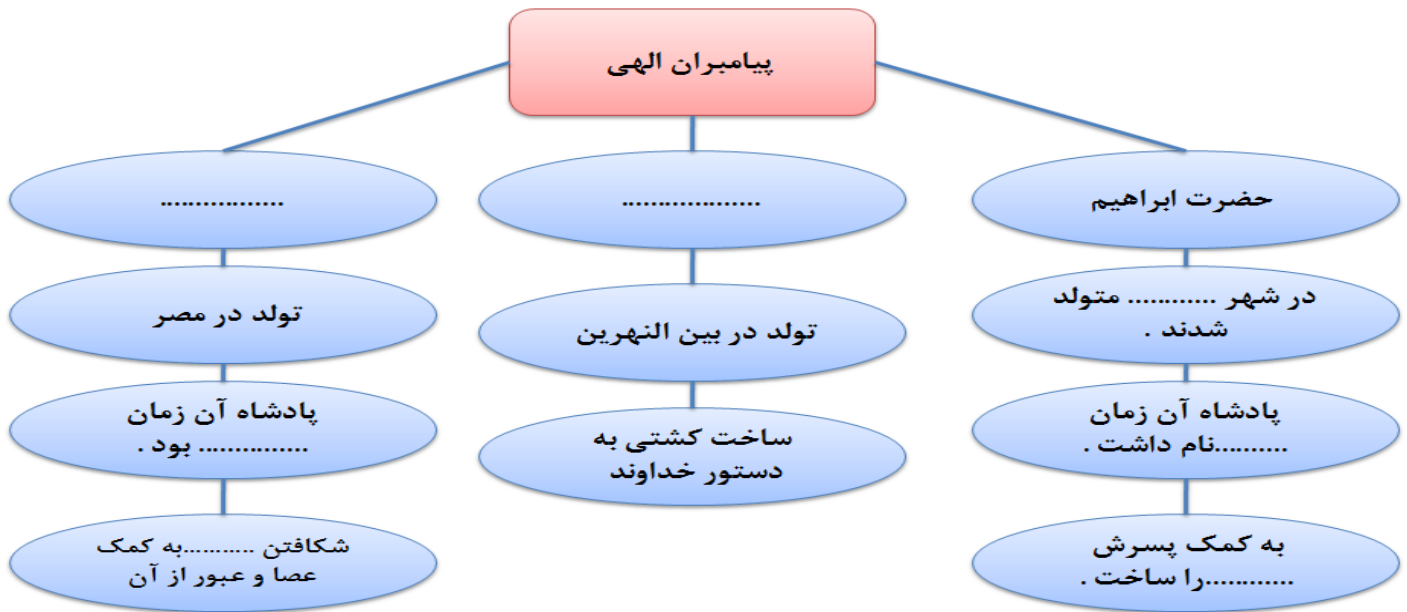 پیامبران الهی
حضرت ابراهیم
در شهر ............ متولد
شدند .
پادشاه آن زمان
..........نام داشت .
به کمک پسرش
............را ساخت .
...................
تولد در بین النهرین
ساخت کشتی به
دستور خداوند
.................
تولد در مصر
پادشاه آن زمان
............... بود .
شکافتن ...........به کمک
عصا و عبور از آن